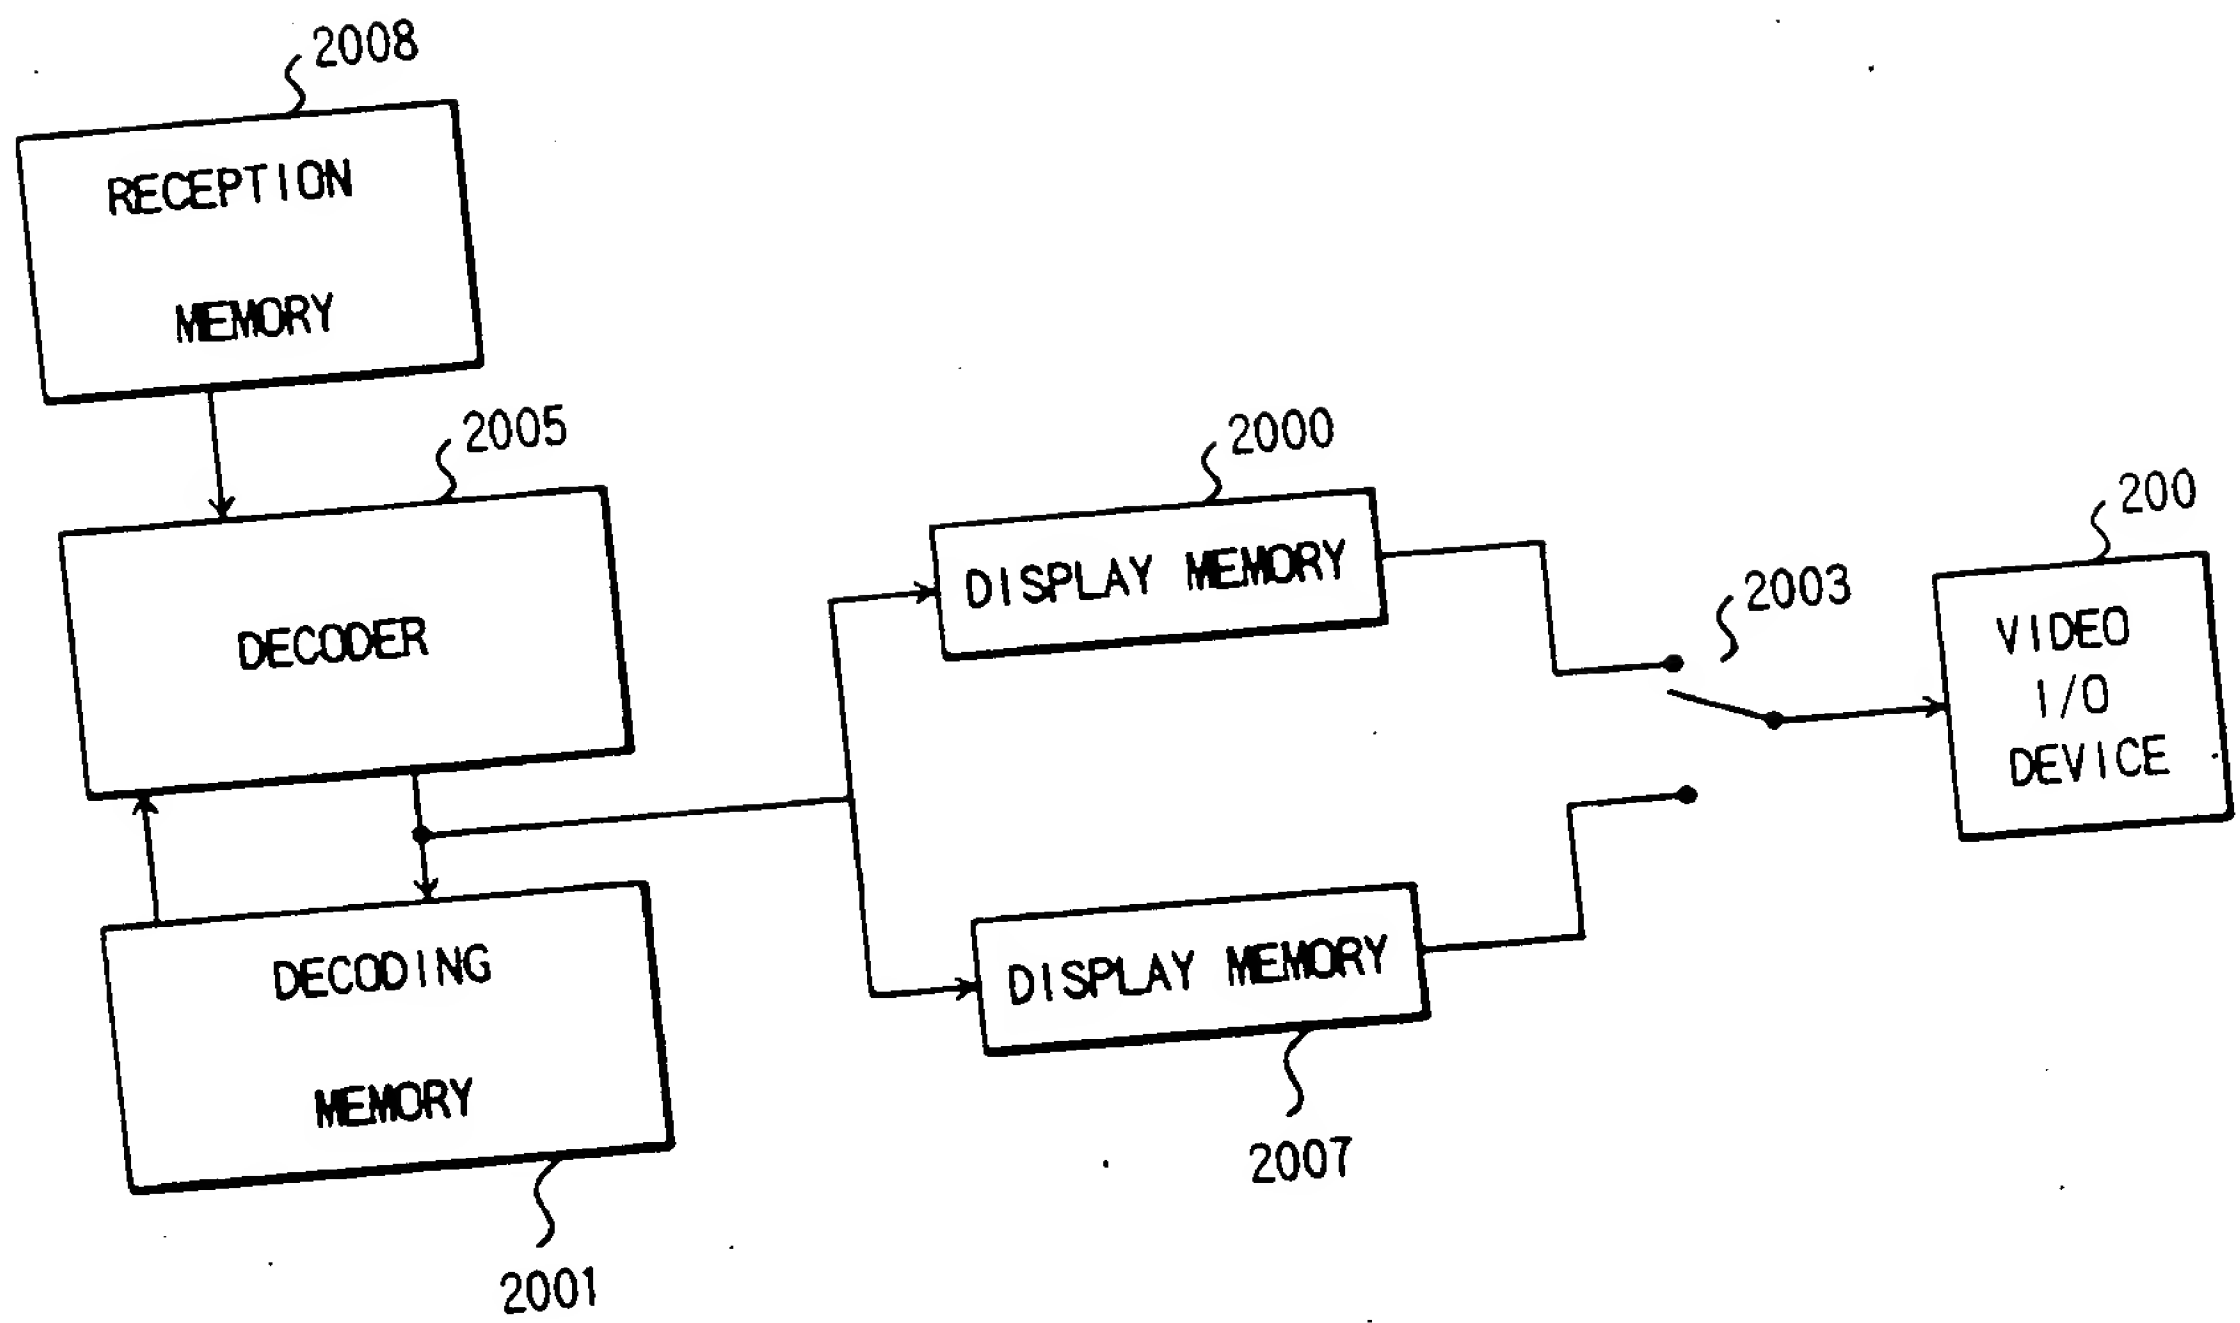 2008
RECEPTION
MEMORY
2005
DECODER
2000
DISPLAY MEMORY
200
VIDEO
I/O
DEVICE
2003
DECODING
MEMORY
2001
DISPLAY MEMORY
2007